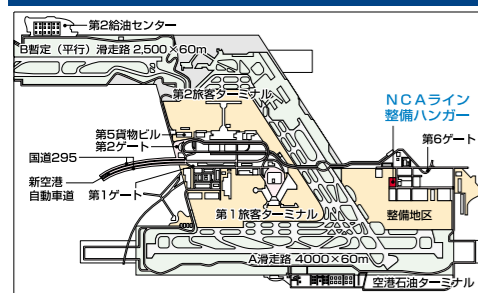 第2給油センター
B暫定（平行）滑走路 2,500×60m
第2旅客ターミナル
NCAライン
整備ハンガー
第5貨物ビル
第2ゲート
第6ゲート
国道295
新空港
自動車道
第1ゲート
第1旅客ターミナル
整備地区
A滑走路 4000×60m
空港石油ターミナル